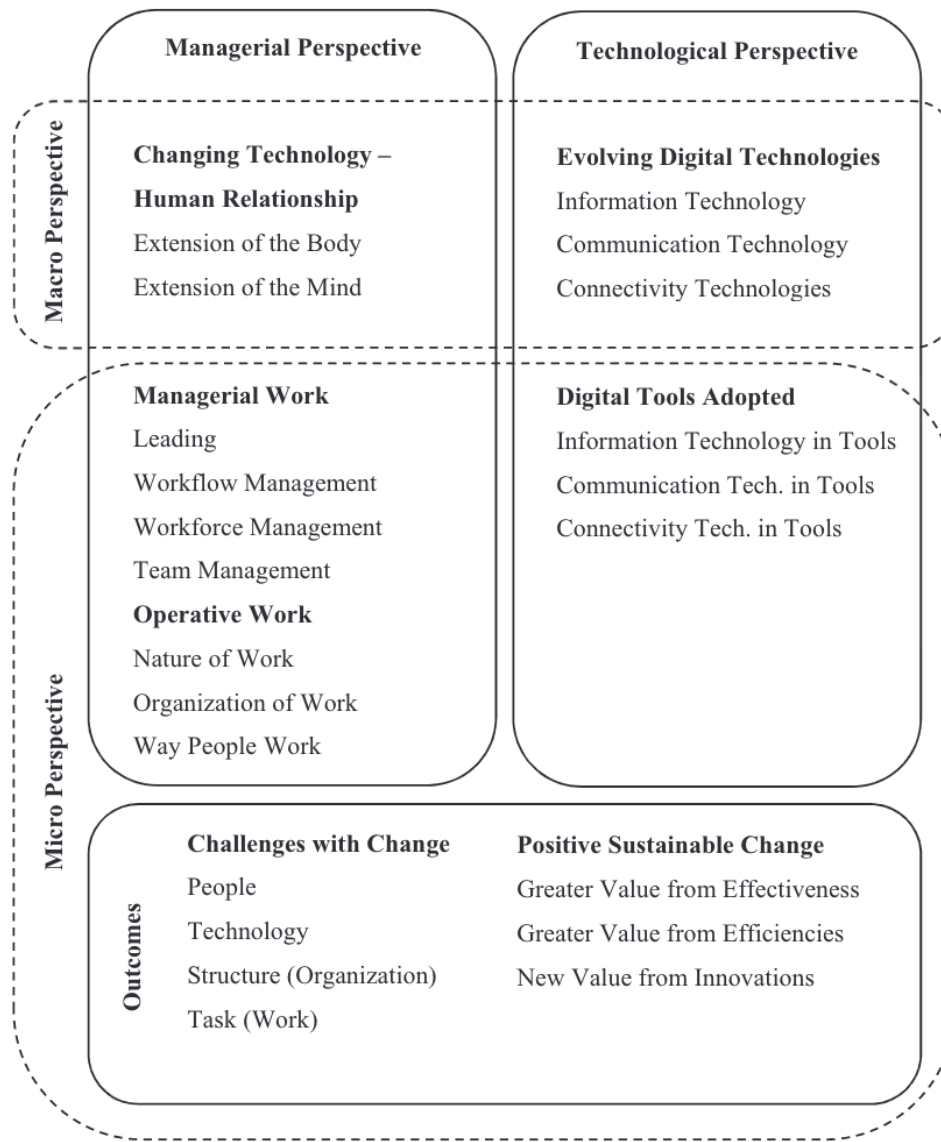 Managerial Perspective
Technological Perspective
Macro Perspective
Changing Technology –
Human Relationship
Extension of the Body
Extension of the Mind
Evolving Digital Technologies
Information Technology
Communication Technology
Connectivity Technologies
Micro Perspective
Managerial Work
Leading
Workflow Management
Workforce Management
Team Management
Operative Work
Nature of Work
Organization of Work
Way People Work
Digital Tools Adopted
Information Technology in Tools
Communication Tech. in Tools
Connectivity Tech. in Tools
Outcomes
Challenges with Change
People
Technology
Structure (Organization)
Task (Work)
Positive Sustainable Change
Greater Value from Effectiveness
Greater Value from Efficiencies
New Value from Innovations